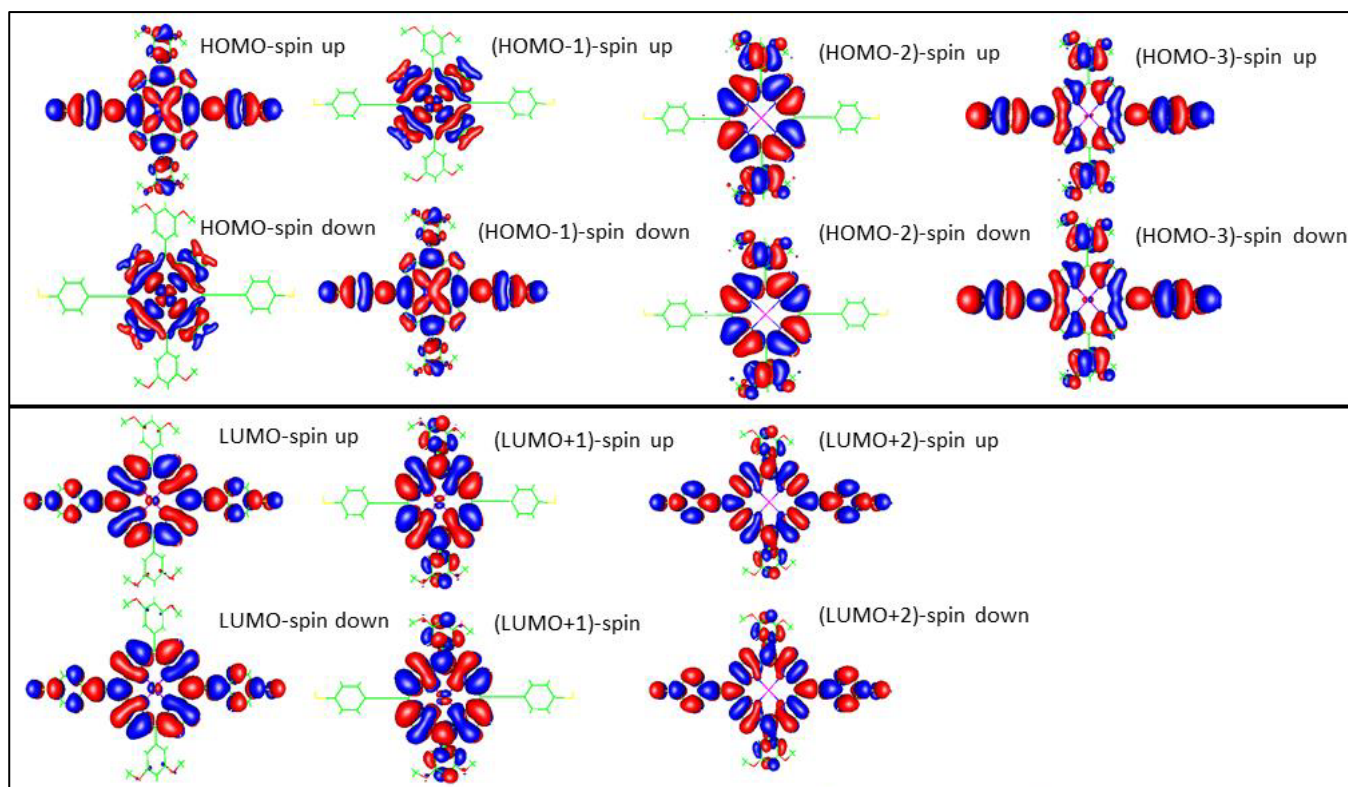 HOMO-spin up
(HOMO-1)-spin up
(HOMO-2)-spin up
(HOMO-3)-spin up
HOMO-spin down
(HOMO-1)-spin down
(HOMO-2)-spin down
(HOMO-3)-spin down
LUMO-spin up
(LUMO+1)-spin up
(LUMO+2)-spin up
LUMO-spin down
(LUMO+1)-spin
(LUMO+2)-spin down